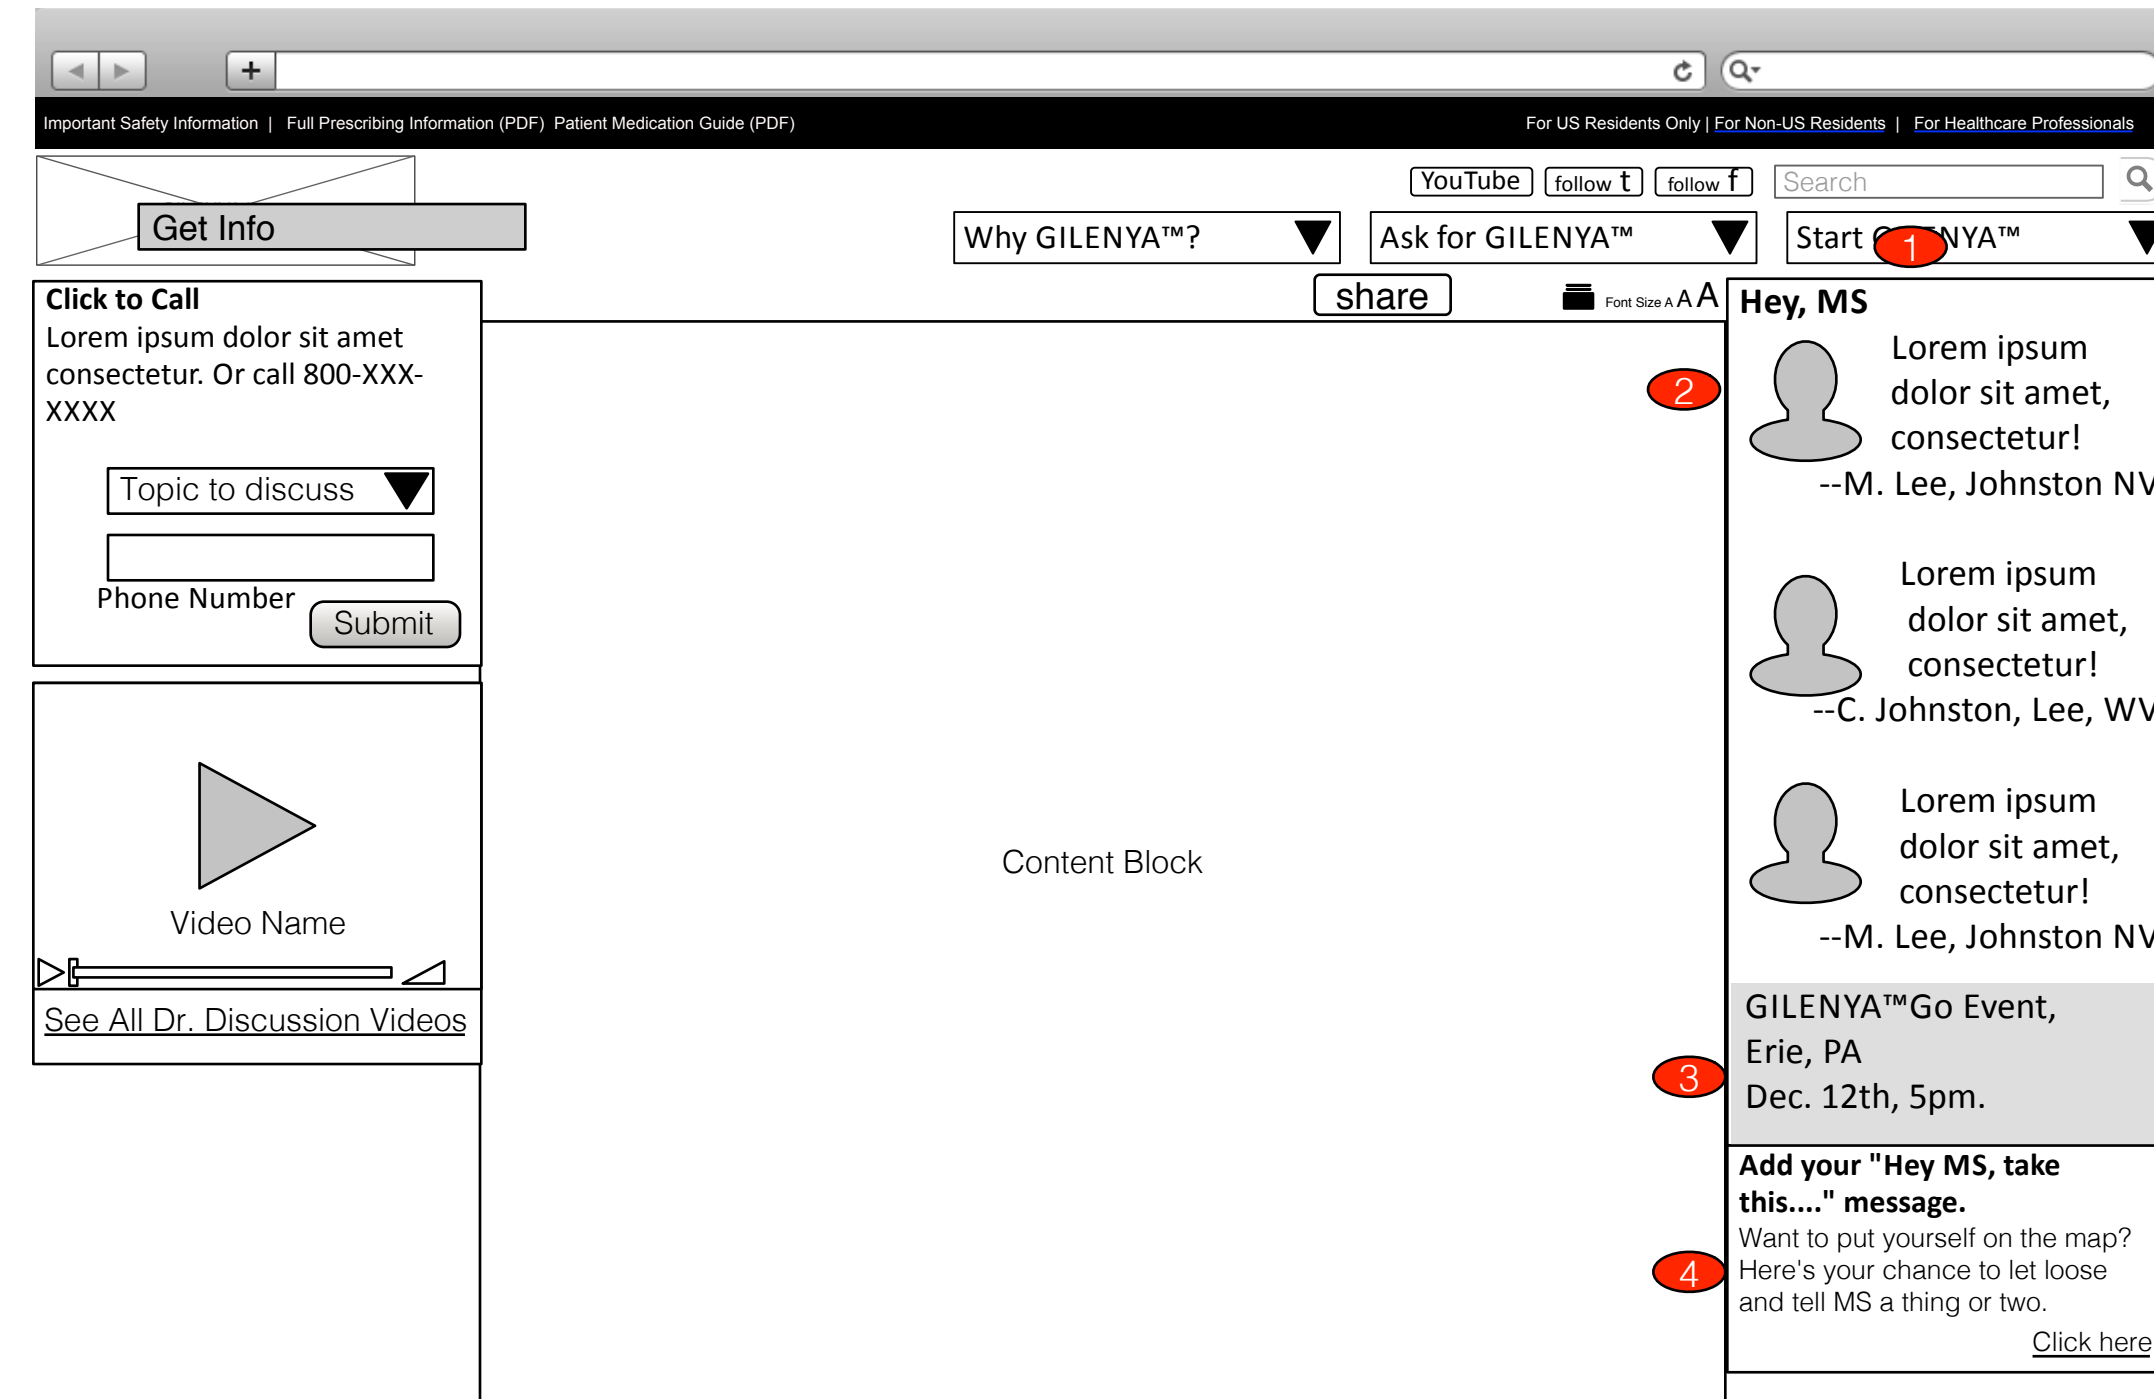 Important Safety Information | Full Prescribing Information (PDF) Patient Medication Guide (PDF)
For US Residents Only | For Non-US Residents | For Healthcare Professionals
YouTube
follow t
follow f
Search
Get Info
Why GILENYA™?
Ask for GILENYA™
Start
NYA™
1
share
Font Size A A A
Click to Call
Lorem ipsum dolor sit amet
consectetur. Or call 800-XXX-
XXXX
Topic to discuss
Phone Number
Submit
Video Name
See All Dr. Discussion Videos
Content Block
Hey, MS
2
Lorem ipsum
dolor sit amet,
consectetur!
--M. Lee, Johnston NV
Lorem ipsum
dolor sit amet,
consectetur!
--C. Johnston, Lee, WV
Lorem ipsum
dolor sit amet,
consectetur!
--M. Lee, Johnston NV
GILENYA™Go Event,
Erie, PA
3
Dec. 12th, 5pm.
Add your "Hey MS, take
this...." message.
Want to put yourself on the map?
4
Here's your chance to let loose
and tell MS a thing or two.
Click here